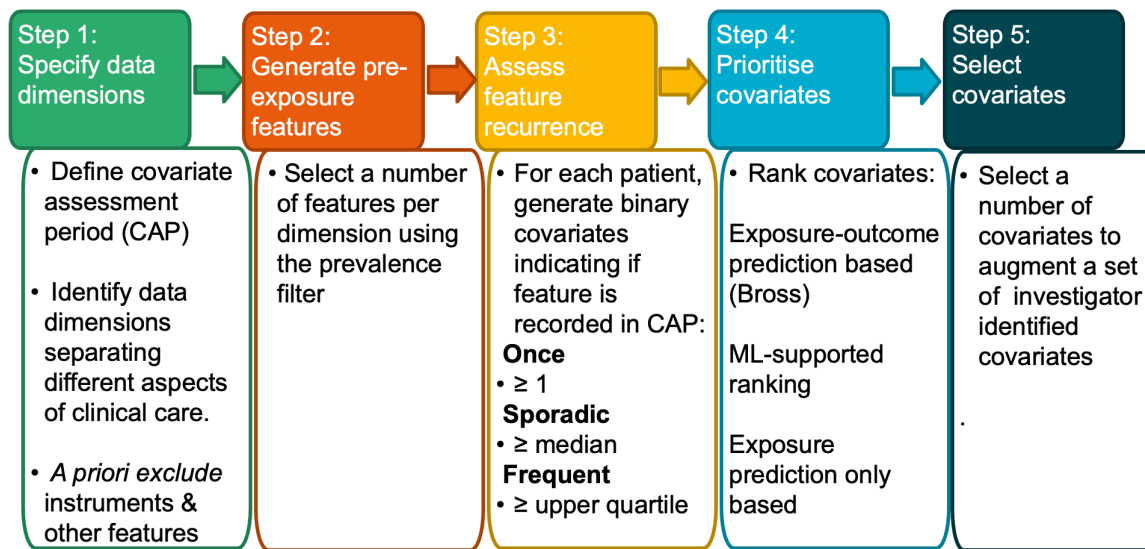 Step 1:
Specify data
dimensions
• Define covariate
assessment
period (CAP)
• Identify data
dimensions
separating
different aspects
of clinical care.
• A priori exclude
instruments &
other features
Step 2:
Generate pre-
exposure
features
• Select a number
of features per
dimension using
the prevalence
filter
Step 3:
Assess
feature
recurrence
• For each patient,
generate binary
covariates
indicating if
feature is
recorded in CAP:
Once
• ≥ 1
Sporadic
• ≥ median
Frequent
• ≥ upper quartile
Step 4:
Prioritise
covariates
• Rank covariates:
Exposure-outcome
prediction based
(Bross)
ML-supported
ranking
Exposure
prediction only
based
Step 5:
Select
covariates
• Select a
number of
covariates to
augment a set
of investigator
identified
covariates
.